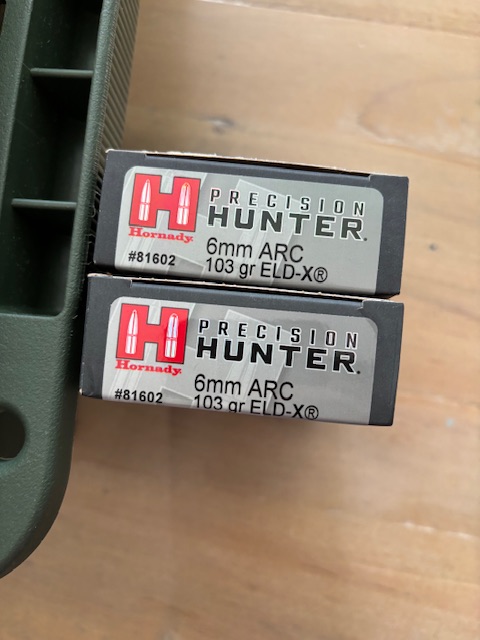 PRECISION
HUNTER®
Hornady®
6mm ARC
#81602
103 gr ELD-X®
PRECISION
HUNTER®
Hornady®
6mm ARC
#81602
103 gr ELD-X®